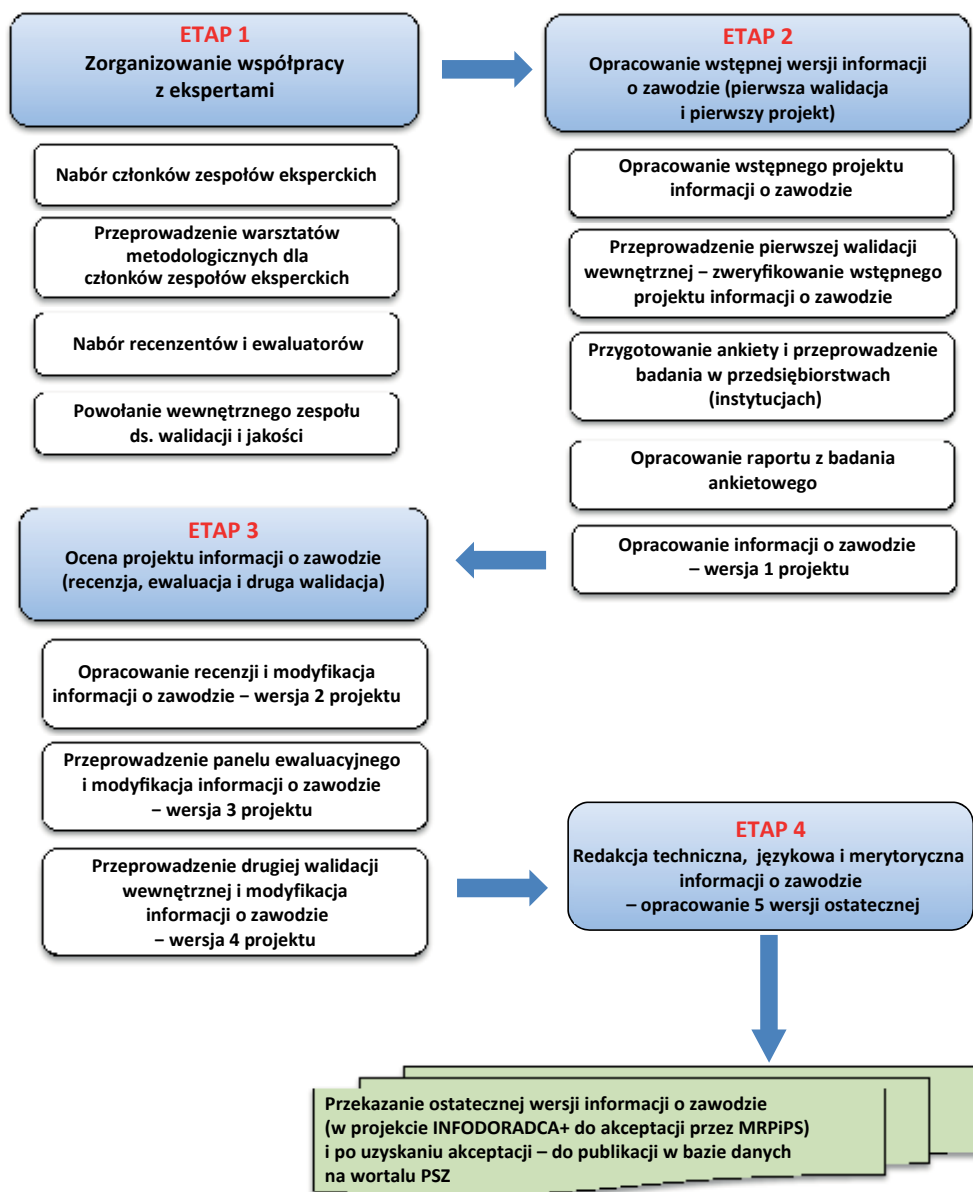 ETAP 1
Zorganizowanie współpracy
z ekspertami
Nabór członków zespołów eksperckich
Przeprowadzenie warsztatów
metodologicznych dla
członków zespołów eksperckich
Nabór recenzentów i ewaluatorów
Powołanie wewnętrznego zespołu
ds. walidacji i jakości
ETAP 2
Opracowanie wstępnej wersji informacji
o zawodzie (pierwsza walidacja
i pierwszy projekt)
Opracowanie wstępnego projektu
informacji o zawodzie
Przeprowadzenie pierwszej walidacji
wewnętrznej – zweryfikowanie wstępnego
projektu informacji o zawodzie
Przygotowanie ankiety i przeprowadzenie
badania w przedsiębiorstwach
(instytucjach)
Opracowanie raportu z badania
ankietowego
Opracowanie informacji o zawodzie
– wersja 1 projektu
ETAP 3
Ocena projektu informacji o zawodzie
(recenzja, ewaluacja i druga walidacja)
Opracowanie recenzji i modyfikacja
informacji o zawodzie – wersja 2 projektu
Przeprowadzenie panelu ewaluacyjnego
i modyfikacja informacji o zawodzie
– wersja 3 projektu
Przeprowadzenie drugiej walidacji
wewnętrznej i modyfikacja
informacji o zawodzie
– wersja 4 projektu
ETAP 4
Redakcja techniczna, językowa i merytoryczna
informacji o zawodzie
– opracowanie 5 wersji ostatecznej
Przekazanie ostatecznej wersji informacji o zawodzie
(w projekcie INFODORADCA+ do akceptacji przez MRPiPS)
i po uzyskaniu akceptacji – do publikacji w bazie danych
na wortalu PSZ